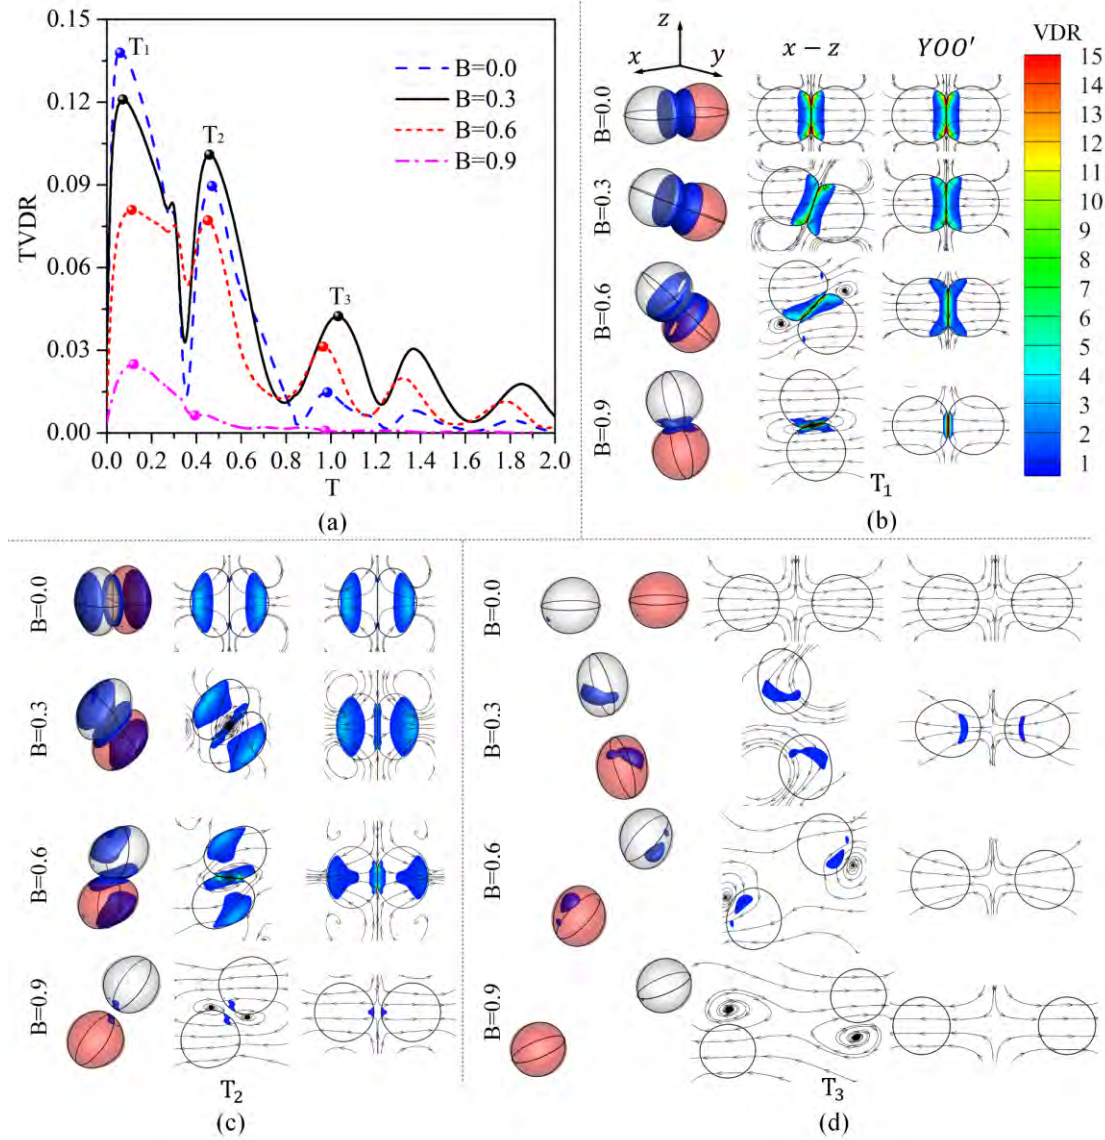 0.15
0.12
0.09
0.06
0.03
0.00
TVDR
T₁
T₂
T₃
B=0.0
B=0.3
B=0.6
B=0.9
0.0 0.2 0.4 0.6 0.8 1.0 1.2 1.4 1.6 1.8 2.0
T
(a)
z
x
y
x − z
YOO′
B=0.0
B=0.3
B=0.6
B=0.9
T₁
(b)
VDR
15
14
13
12
11
10
9
8
7
6
5
4
3
2
1
B=0.0
B=0.3
B=0.6
B=0.9
T₂
(c)
B=0.0
B=0.3
B=0.6
B=0.9
T₃
(d)